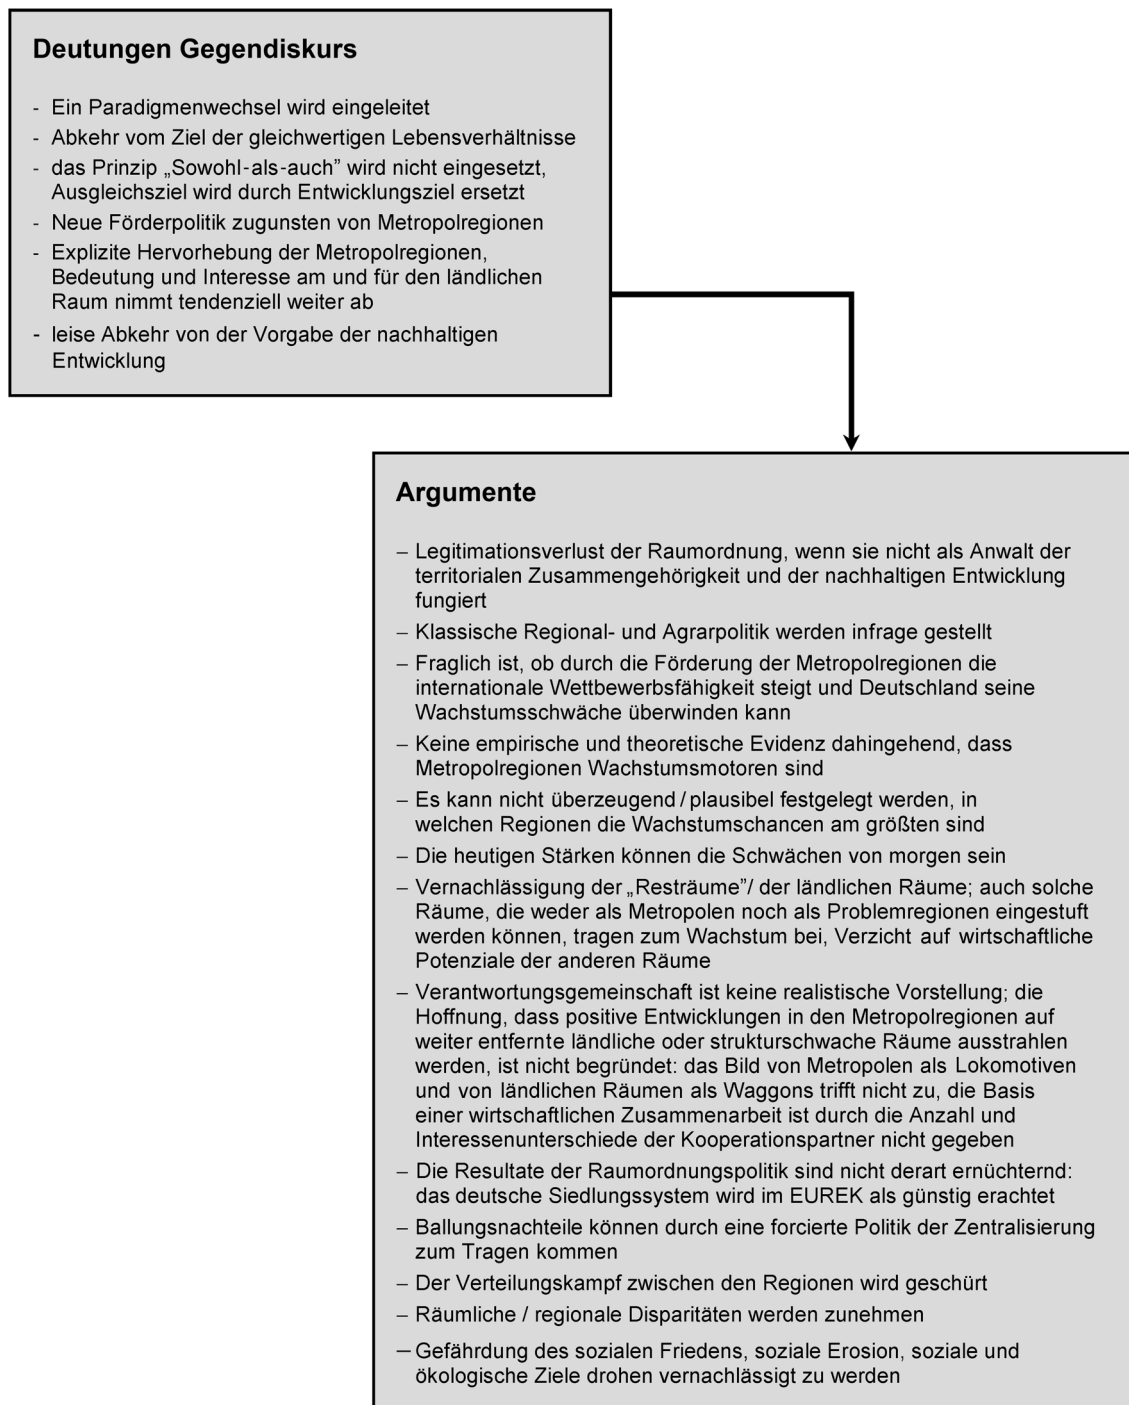 Deutungen Gegendiskurs
- Ein Paradigmenwechsel wird eingeleitet
- Abkehr vom Ziel der gleichwertigen Lebensverhältnisse
- das Prinzip „Sowohl-als-auch” wird nicht eingesetzt,
Ausgleichsziel wird durch Entwicklungsziel ersetzt
- Neue Förderpolitik zugunsten von Metropolregionen
- Explizite Hervorhebung der Metropolregionen,
Bedeutung und Interesse am und für den ländlichen
Raum nimmt tendenziell weiter ab
- leise Abkehr von der Vorgabe der nachhaltigen
Entwicklung
Argumente
– Legitimationsverlust der Raumordnung, wenn sie nicht als Anwalt der
territorialen Zusammengehörigkeit und der nachhaltigen Entwicklung
fungiert
– Klassische Regional- und Agrarpolitik werden infrage gestellt
– Fraglich ist, ob durch die Förderung der Metropolregionen die
internationale Wettbewerbsfähigkeit steigt und Deutschland seine
Wachstumsschwäche überwinden kann
– Keine empirische und theoretische Evidenz dahingehend, dass
Metropolregionen Wachstumsmotoren sind
– Es kann nicht überzeugend / plausibel festgelegt werden, in
welchen Regionen die Wachstumschancen am größten sind
– Die heutigen Stärken können die Schwächen von morgen sein
– Vernachlässigung der „Resträume”/ der ländlichen Räume; auch solche
Räume, die weder als Metropolen noch als Problemregionen eingestuft
werden können, tragen zum Wachstum bei, Verzicht auf wirtschaftliche
Potenziale der anderen Räume
– Verantwortungsgemeinschaft ist keine realistische Vorstellung; die
Hoffnung, dass positive Entwicklungen in den Metropolregionen auf
weiter entfernte ländliche oder strukturschwache Räume ausstrahlen
werden, ist nicht begründet: das Bild von Metropolen als Lokomotiven
und von ländlichen Räumen als Waggons trifft nicht zu, die Basis
einer wirtschaftlichen Zusammenarbeit ist durch die Anzahl und
Interessenunterschiede der Kooperationspartner nicht gegeben
– Die Resultate der Raumordnungspolitik sind nicht derart ernüchternd:
das deutsche Siedlungssystem wird im EUREK als günstig erachtet
– Ballungsnachteile können durch eine forcierte Politik der Zentralisierung
zum Tragen kommen
– Der Verteilungskampf zwischen den Regionen wird geschürt
– Räumliche / regionale Disparitäten werden zunehmen
– Gefährdung des sozialen Friedens, soziale Erosion, soziale und
ökologische Ziele drohen vernachlässigt zu werden